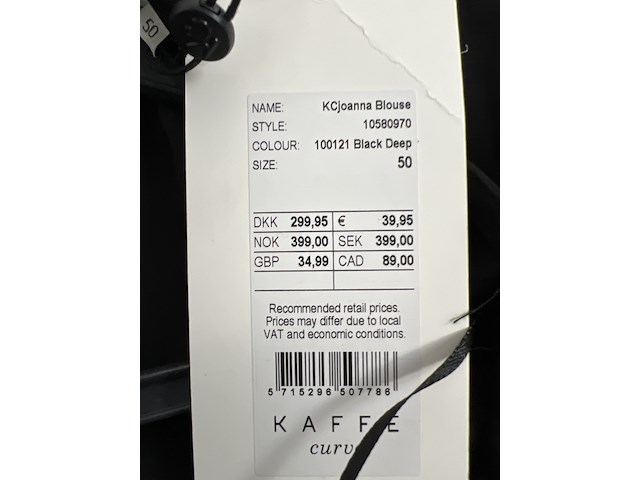 50
NAME: KCjoanna Blouse
STYLE: 10580970
COLOUR: 100121 Black Deep
SIZE: 50
DKK 299,95 € 39,95
NOK 399,00 SEK 399,00
GBP 34,99 CAD 89,00
Recommended retail prices.
Prices may differ due to local
VAT and economic conditions.
5 715296 507786
KAFFE
curve